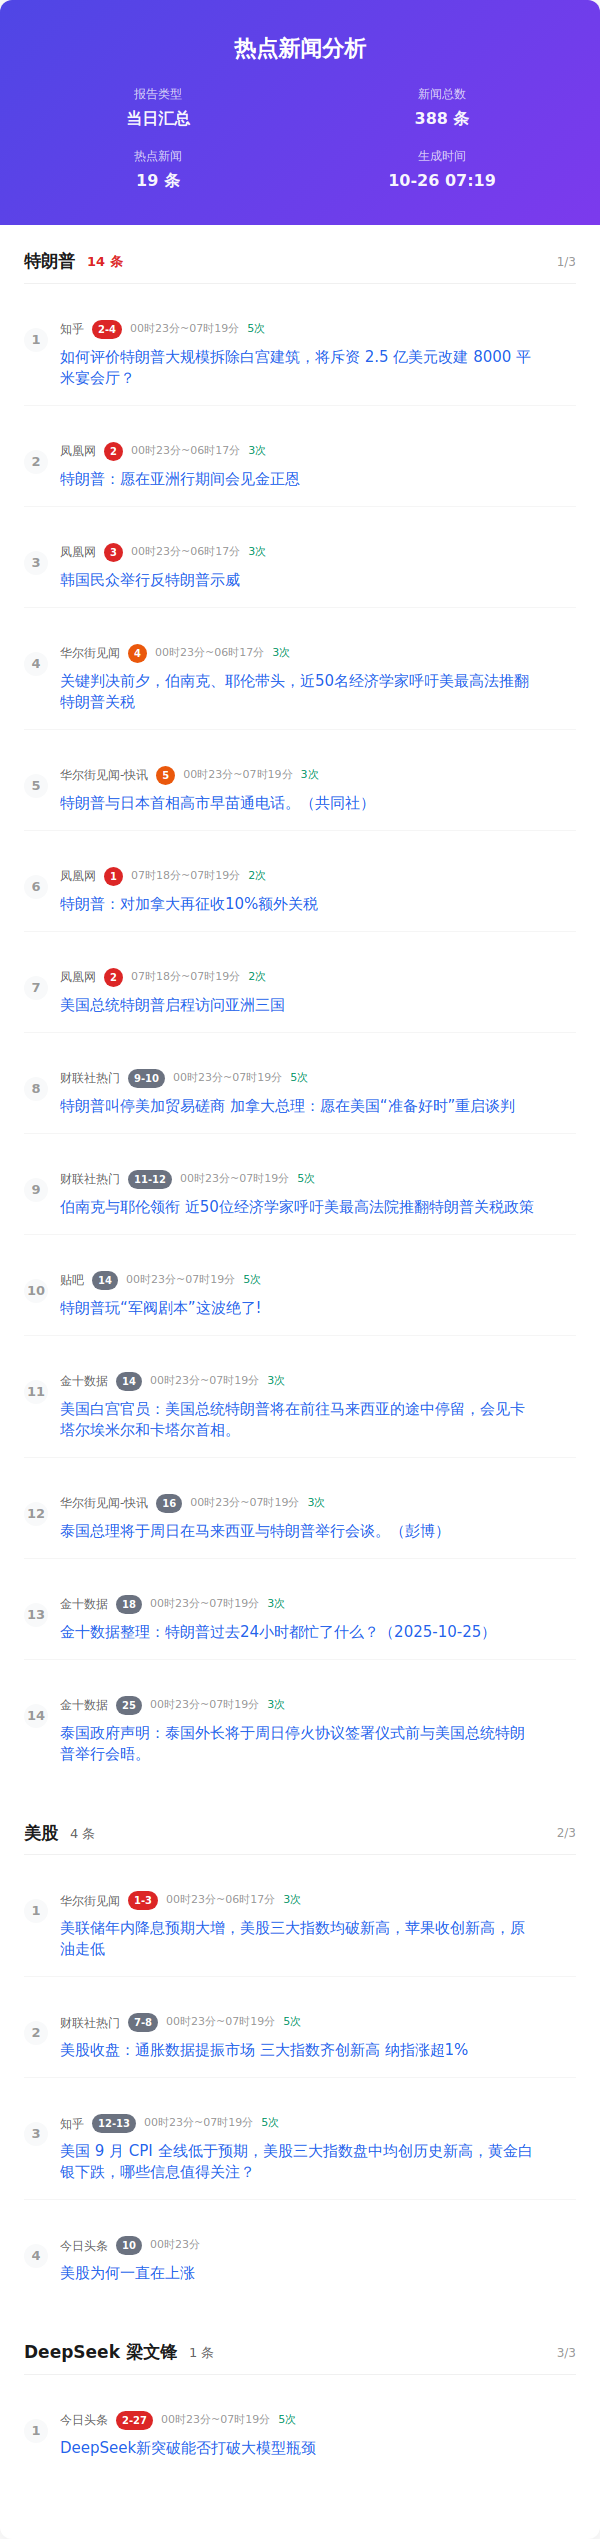 热点新闻分析
报告类型
新闻总数
当日汇总
388 条
热点新闻
生成时间
19 条
10-26 07:19
特朗普 14 条 1/3
1
知乎 2-4 00时23分~07时19分 5次
如何评价特朗普大规模拆除白宫建筑，将斥资 2.5 亿美元改建 8000 平
米宴会厅？
2
凤凰网 2 00时23分~06时17分 3次
特朗普：愿在亚洲行期间会见金正恩
3
凤凰网 3 00时23分~06时17分 3次
韩国民众举行反特朗普示威
4
华尔街见闻 4 00时23分~06时17分 3次
关键判决前夕，伯南克、耶伦带头，近50名经济学家呼吁美最高法推翻
特朗普关税
5
华尔街见闻-快讯 5 00时23分~07时19分 3次
特朗普与日本首相高市早苗通电话。（共同社）
6
凤凰网 1 07时18分~07时19分 2次
特朗普：对加拿大再征收10%额外关税
7
凤凰网 2 07时18分~07时19分 2次
美国总统特朗普启程访问亚洲三国
8
财联社热门 9-10 00时23分~07时19分 5次
特朗普叫停美加贸易磋商 加拿大总理：愿在美国“准备好时”重启谈判
9
财联社热门 11-12 00时23分~07时19分 5次
伯南克与耶伦领衔 近50位经济学家呼吁美最高法院推翻特朗普关税政策
10
贴吧 14 00时23分~07时19分 5次
特朗普玩“军阀剧本”这波绝了!
11
金十数据 14 00时23分~07时19分 3次
美国白宫官员：美国总统特朗普将在前往马来西亚的途中停留，会见卡
塔尔埃米尔和卡塔尔首相。
12
华尔街见闻-快讯 16 00时23分~07时19分 3次
泰国总理将于周日在马来西亚与特朗普举行会谈。（彭博）
13
金十数据 18 00时23分~07时19分 3次
金十数据整理：特朗普过去24小时都忙了什么？（2025-10-25）
14
金十数据 25 00时23分~07时19分 3次
泰国政府声明：泰国外长将于周日停火协议签署仪式前与美国总统特朗
普举行会晤。
美股 4 条 2/3
1
华尔街见闻 1-3 00时23分~06时17分 3次
美联储年内降息预期大增，美股三大指数均破新高，苹果收创新高，原
油走低
2
财联社热门 7-8 00时23分~07时19分 5次
美股收盘：通胀数据提振市场 三大指数齐创新高 纳指涨超1%
3
知乎 12-13 00时23分~07时19分 5次
美国 9 月 CPI 全线低于预期，美股三大指数盘中均创历史新高，黄金白
银下跌，哪些信息值得关注？
4
今日头条 10 00时23分
美股为何一直在上涨
DeepSeek 梁文锋 1 条 3/3
1
今日头条 2-27 00时23分~07时19分 5次
DeepSeek新突破能否打破大模型瓶颈